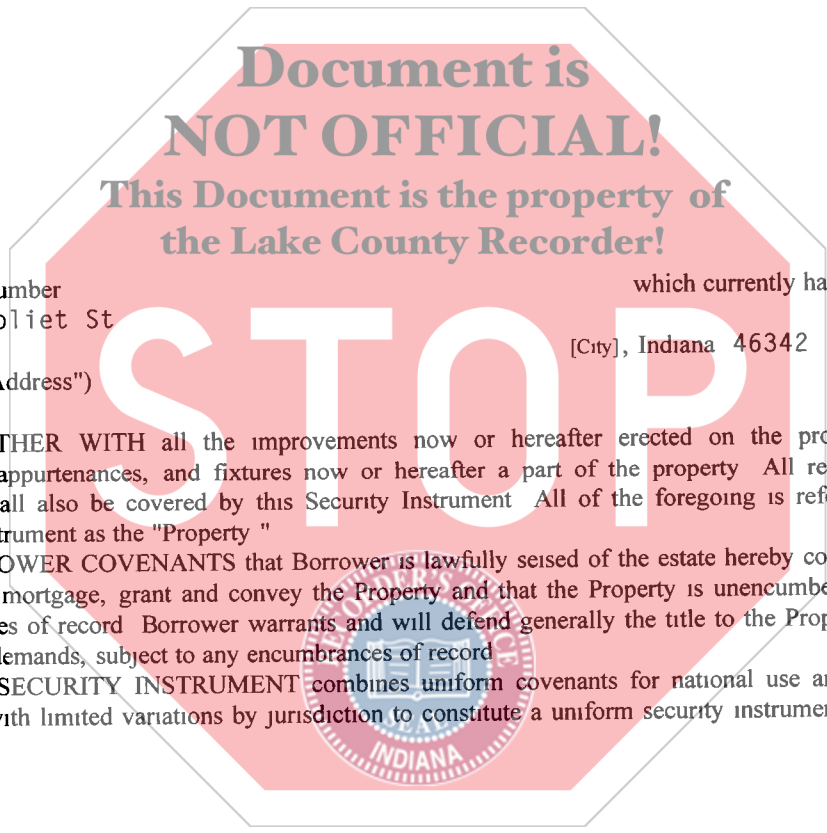 Document is
NOT OFFICIAL!
This Document is the property of
the Lake County Recorder!
umber which currently ha
oliet St
[City], Indiana 46342
Address")
STOP
THER WITH all the improvements now or hereafter erected on the pro
appurtenances, and fixtures now or hereafter a part of the property All re
all also be covered by this Security Instrument All of the foregoing is ref
trument as the "Property "
OWER COVENANTS that Borrower is lawfully seised of the estate hereby co
mortgage, grant and convey the Property and that the Property is unencumbe
es of record Borrower warrants and will defend generally the title to the Prop
emands, subject to any encumbrances of record
SECURITY INSTRUMENT combines uniform covenants for national use a
ith limited variations by jurisdiction to constitute a uniform security instrume
RECORDER'S OFFICE
SEAL
INDIANA